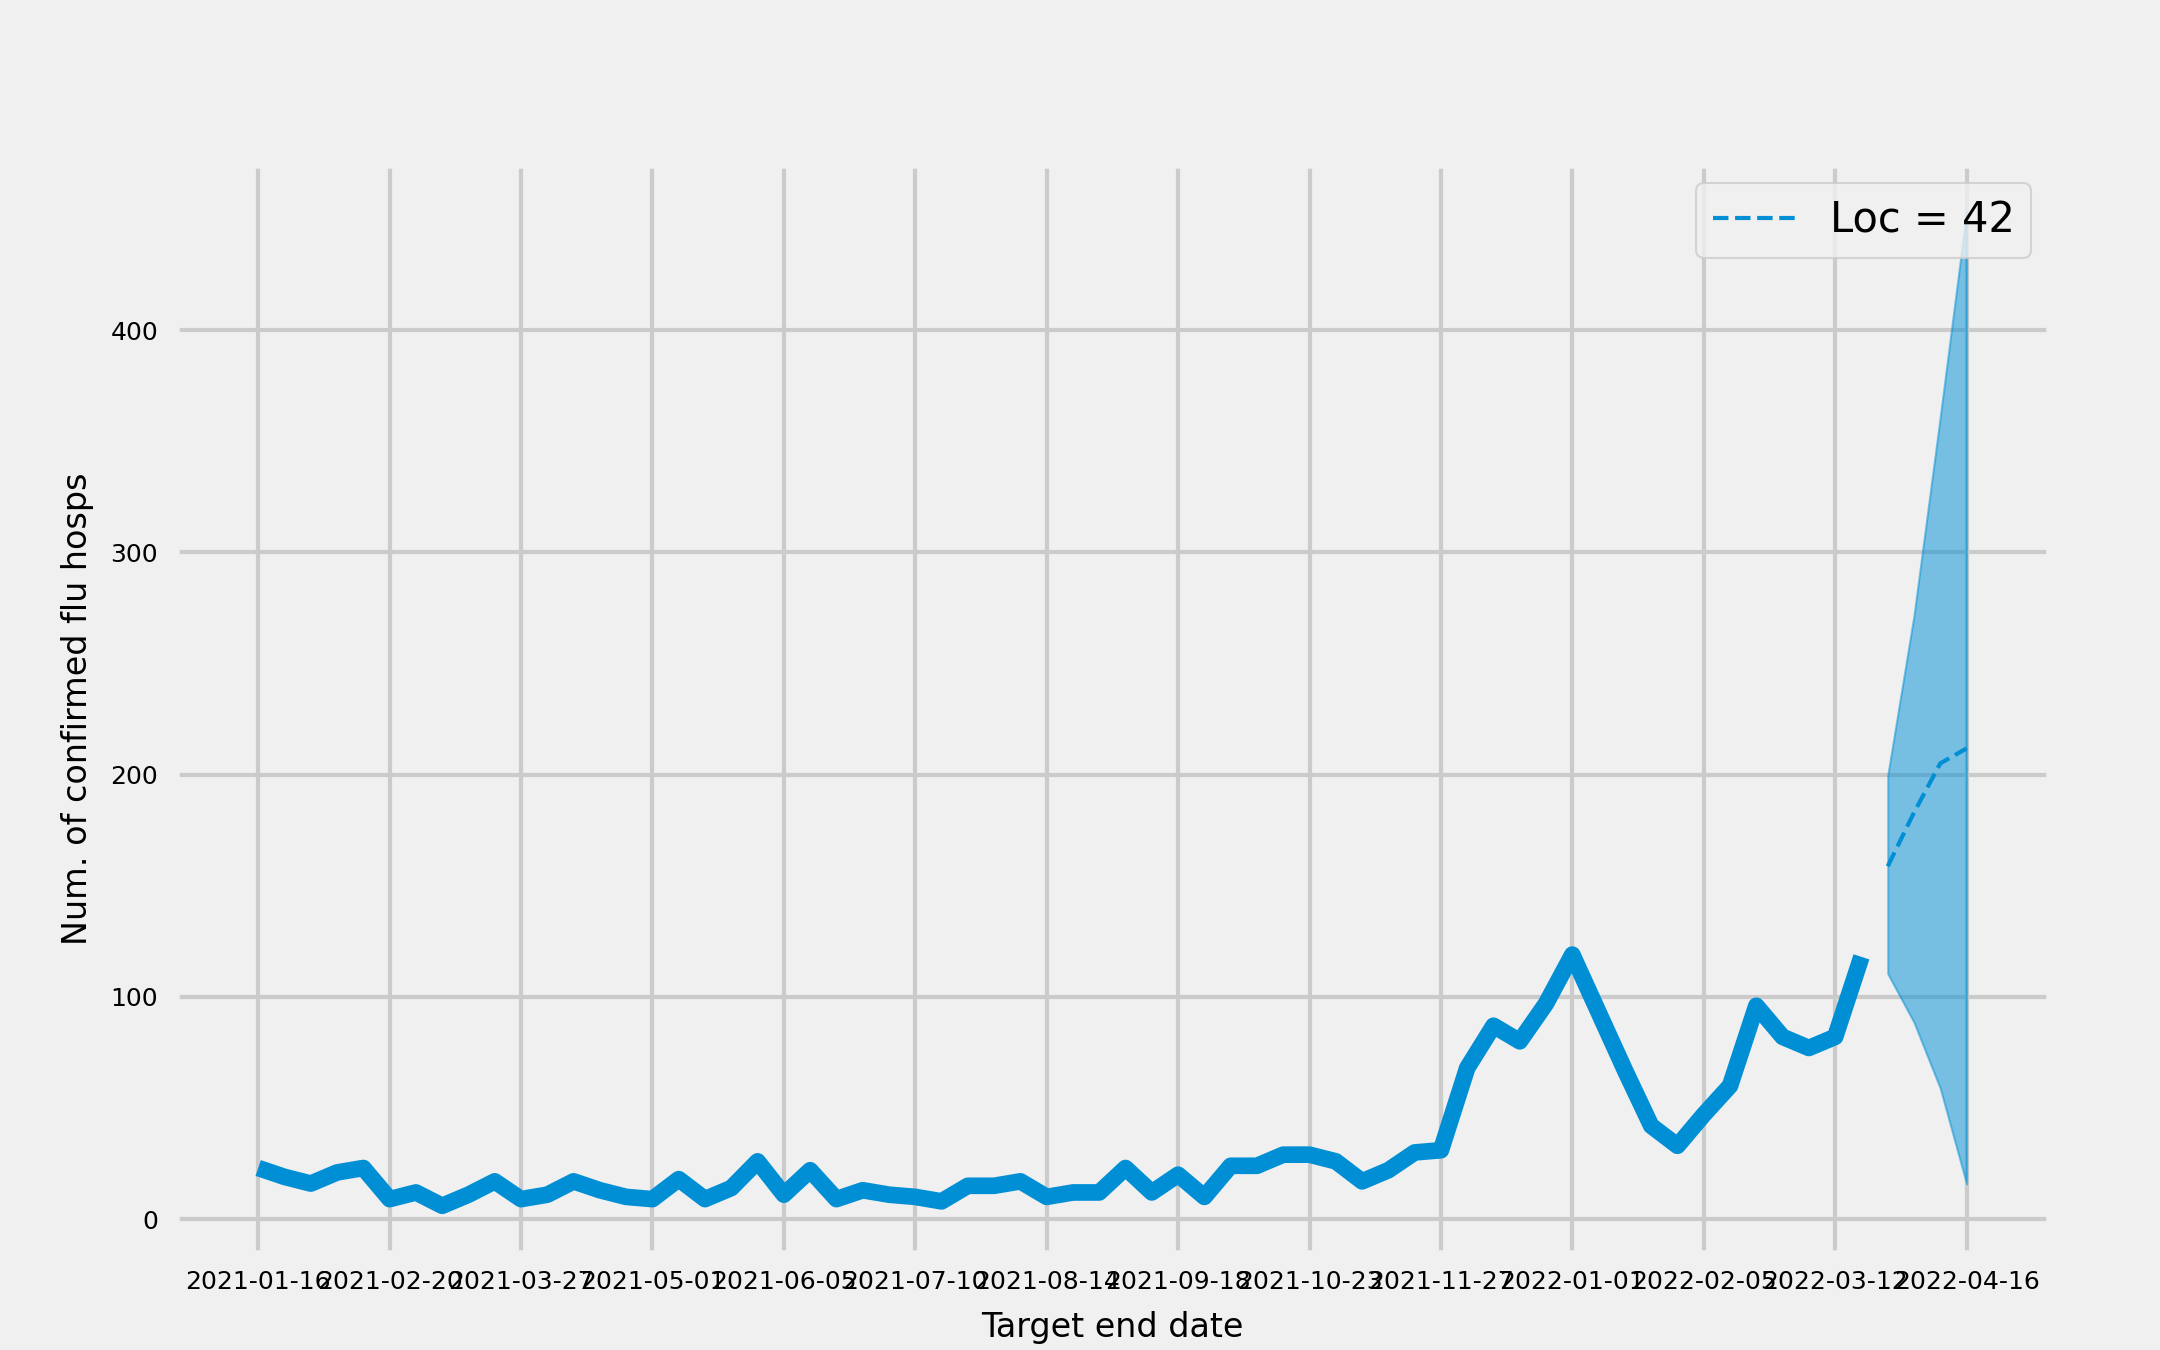 Loc = 42
400
300
200
100
0
Num. of confirmed flu hosps
2021-01-16 2021-02-20 2021-03-27 2021-05-01 2021-06-05 2021-07-10 2021-08-14 2021-09-18 2021-10-23 2021-11-27 2022-01-01 2022-02-05 2022-03-12 2022-04-16
Target end date